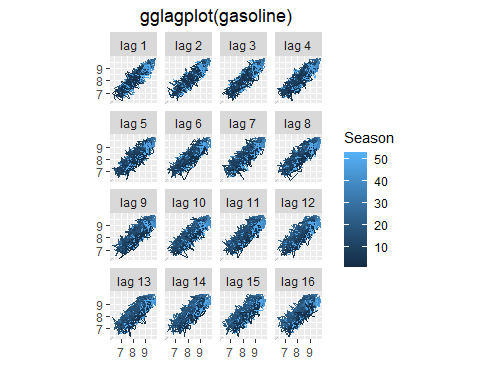 gglagplot(gasoline)
lag 1 lag 2 lag 3 lag 4
9
8
7
lag 5 lag 6 lag 7 lag 8
9
8
7
lag 9 lag 10 lag 11 lag 12
9
8
7
lag 13 lag 14 lag 15 lag 16
9
8
7
7 8 9 7 8 9 7 8 9 7 8 9
Season
50
40
30
20
10